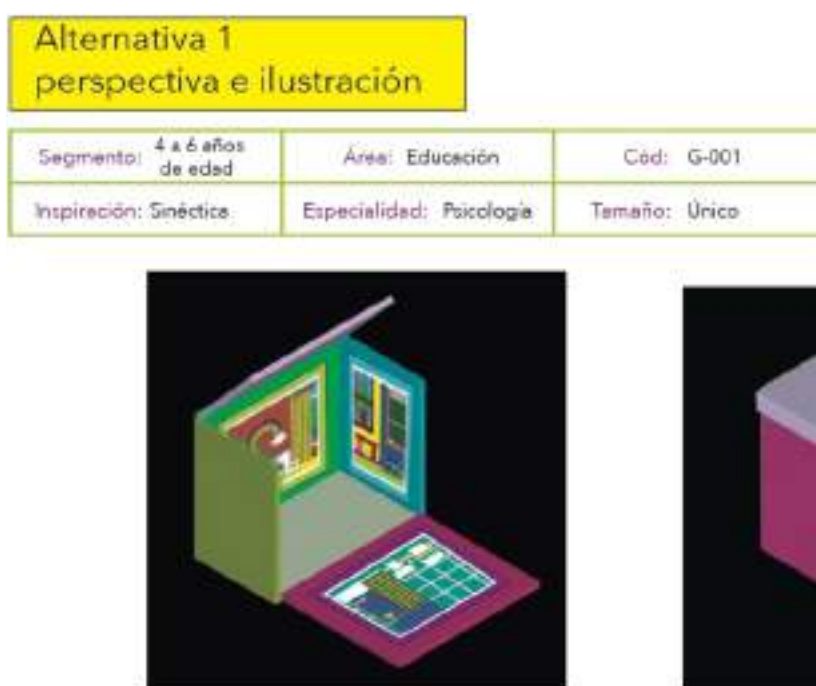 Alternativa 1
perspectiva e ilustración
Segmento: 4 a 6 años de edad
Área: Educación
Cód: G-001
Inspiración: Sinéctica
Especialidad: Psicología
Tamaño: Único